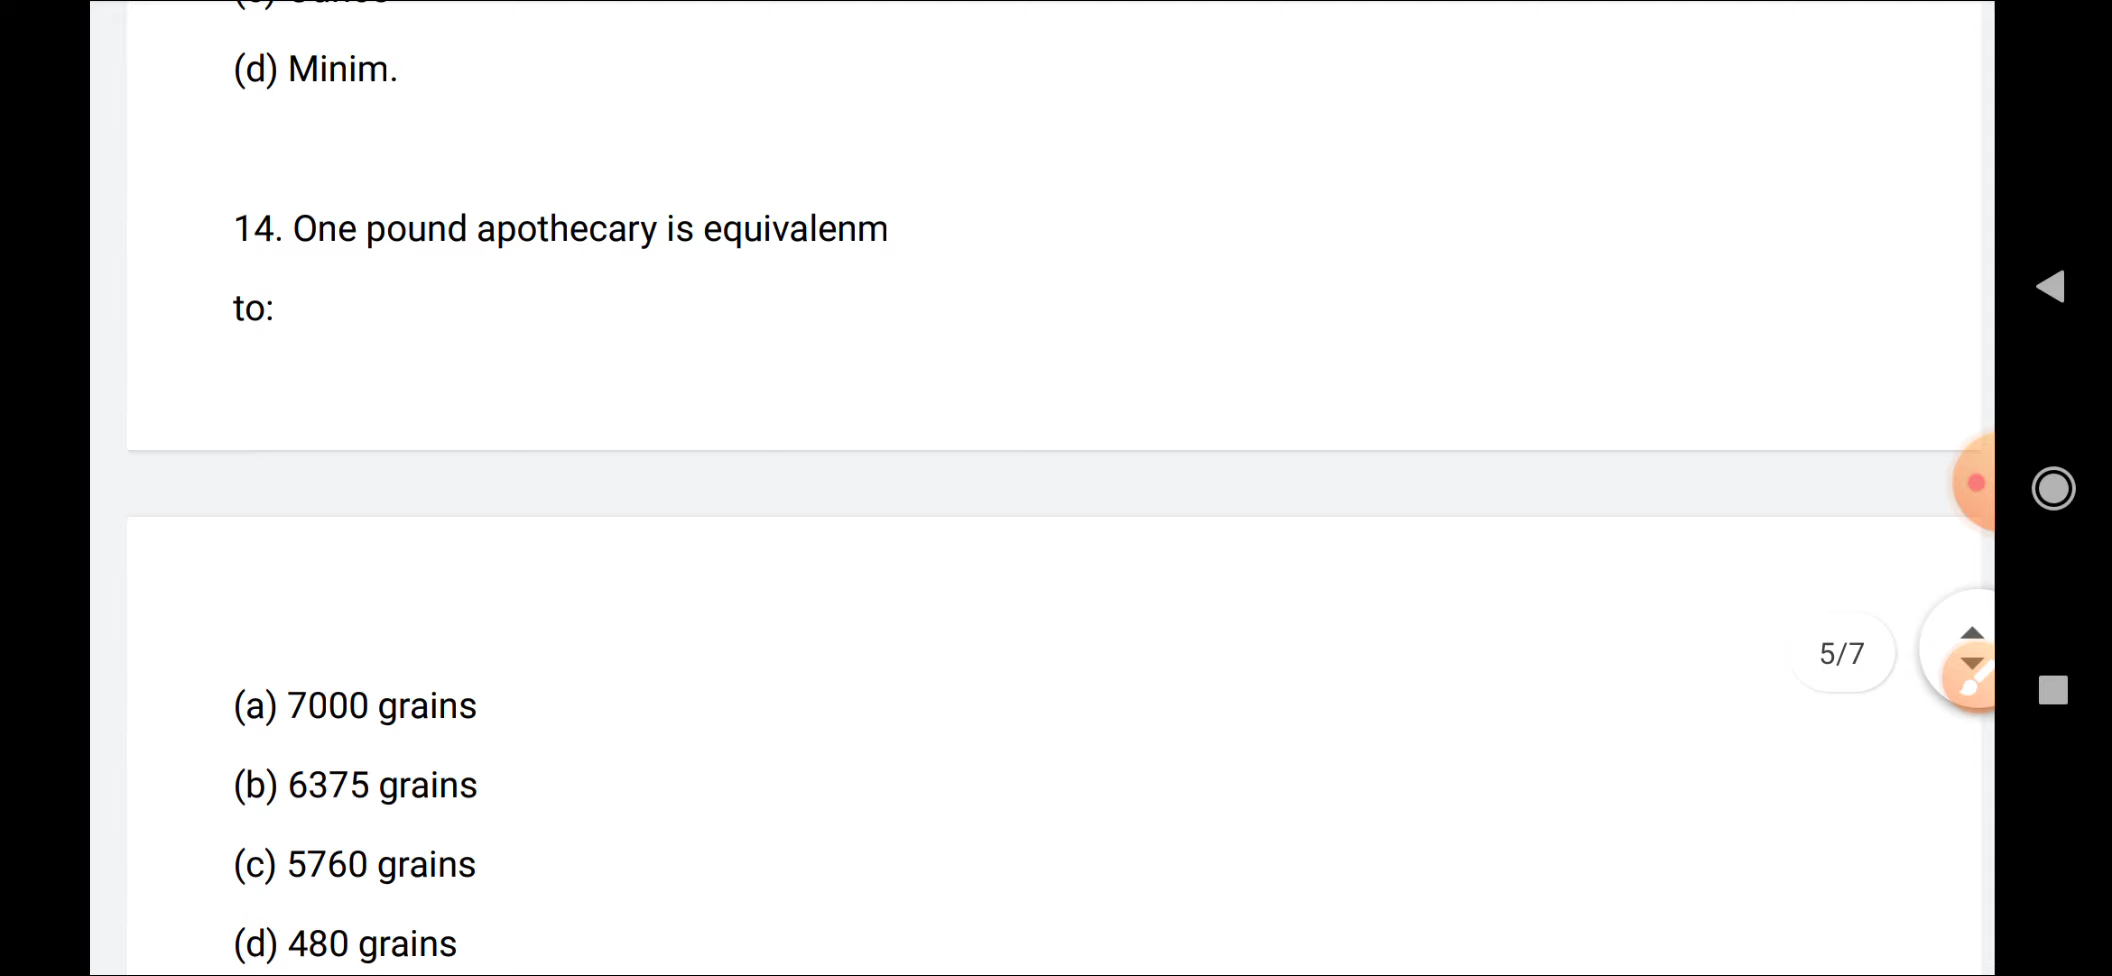 (d) Minim.
14. One pound apothecary is equivalenm
to:
5/7
(a) 7000 grains
(b) 6375 grains
(c) 5760 grains
(d) 480 grains